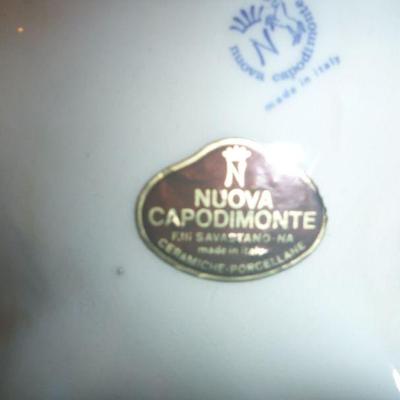 N
nuova capodimonte
made in italy
N
NUOVA
CAPODIMONTE
F.lli SAVASTANO-NA
made in italy
CERAMICHE-PORCELLANE